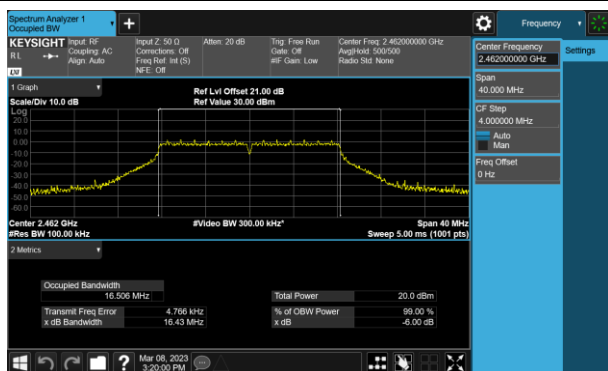 Spectrum Analyzer 1
Occupied BW
Frequency
KEYSIGHT
Input: RF
Coupling: AC
Align: Auto
Input Z: 50 Ω
Corrections: Off
Freq Ref: Int (S)
NFE: Off
Atten: 20 dB
Trig: Free Run
Gate: Off
#IF Gain: Low
Center Freq: 2.462000000 GHz
Avg|Hold: 500/500
Radio Std: None
RL
LXI
Center Frequency
2.462000000 GHz
Settings
Span
40.000 MHz
CF Step
4.000000 MHz
Auto
Man
Freq Offset
0 Hz
1 Graph
Scale/Div 10.0 dB
Ref Lvl Offset 21.00 dB
Ref Value 30.00 dBm
Log
20.0
10.0
0.00
-10.0
-20.0
-30.0
-40.0
-50.0
-60.0
Center 2.462 GHz
#Res BW 100.00 kHz
#Video BW 300.00 kHz*
Span 40 MHz
Sweep 5.00 ms (1001 pts)
2 Metrics
Occupied Bandwidth
16.506 MHz
Total Power 20.0 dBm
Transmit Freq Error 4.766 kHz
% of OBW Power 99.00 %
x dB Bandwidth 16.43 MHz
x dB -6.00 dB
?
Mar 08, 2023
3:20:00 PM